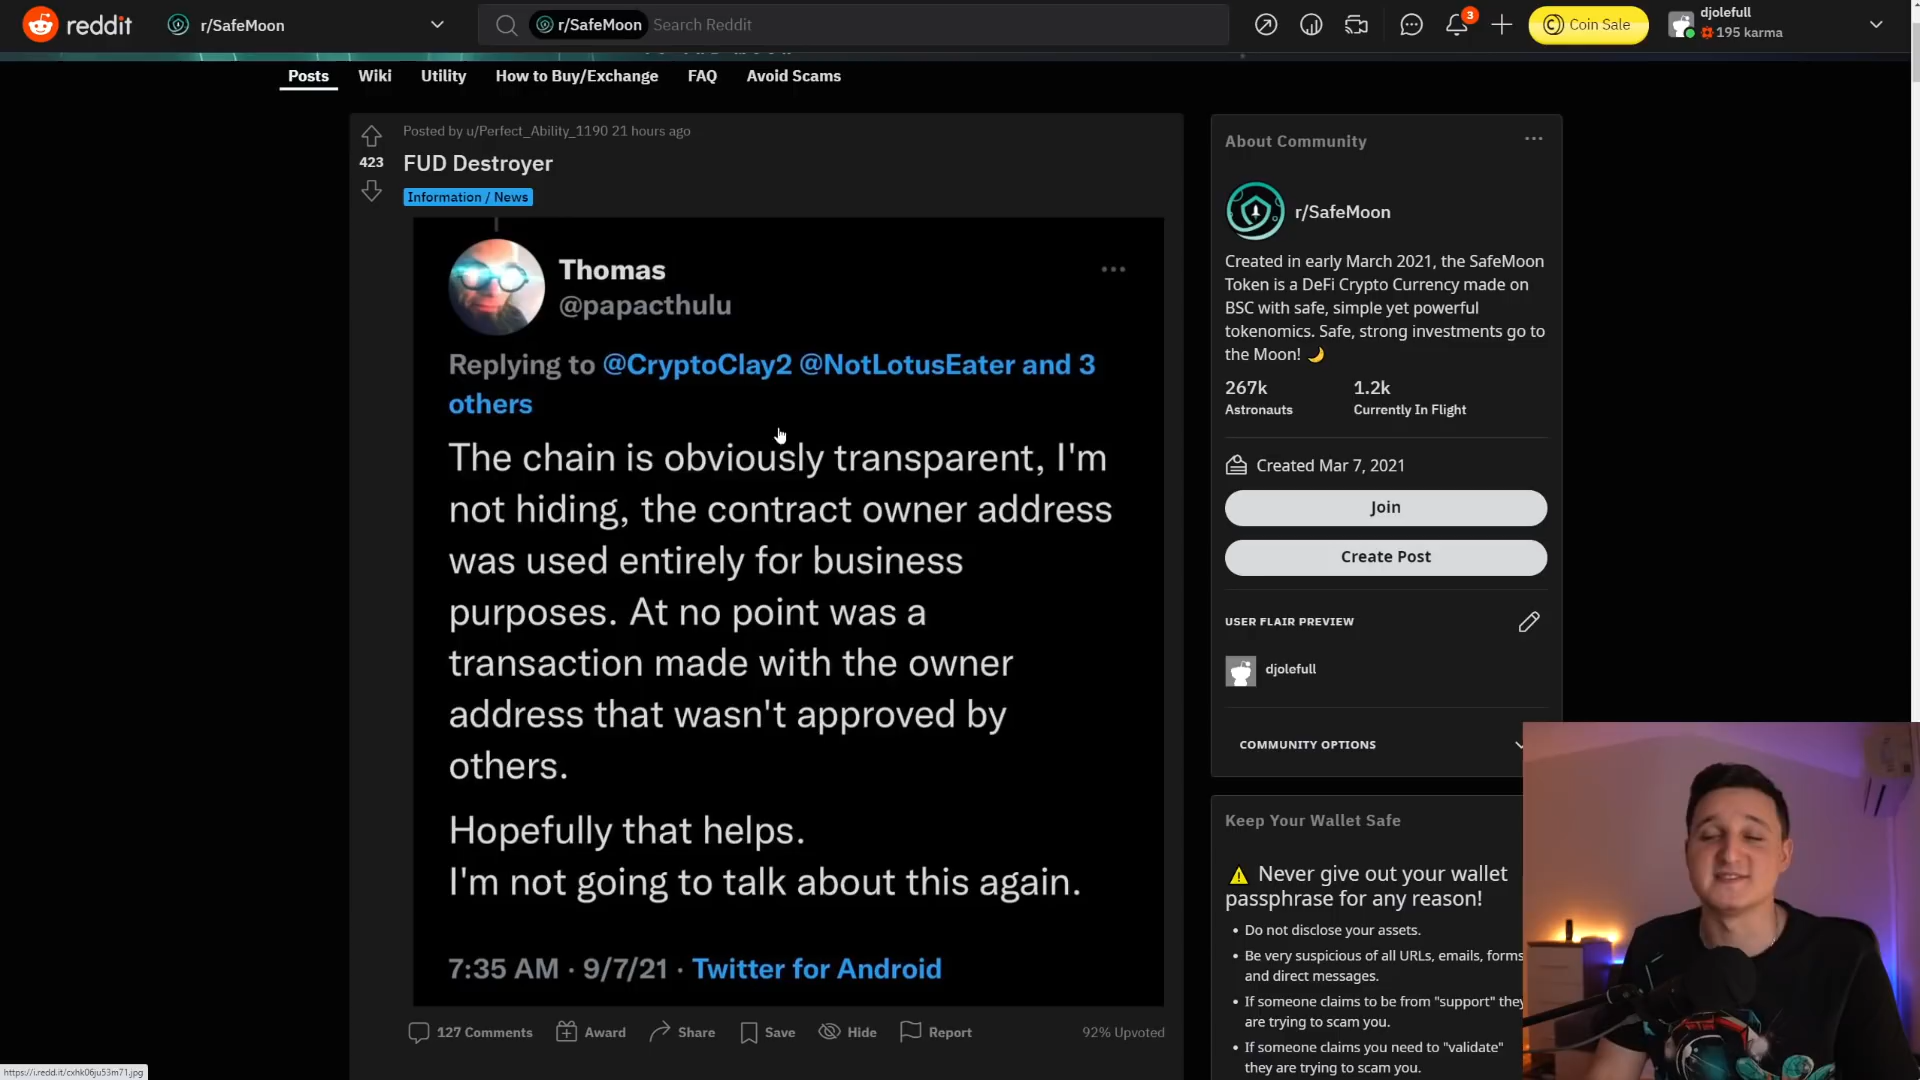 reddit
r/SafeMoon
r/SafeMoon
Search Reddit
3
Coin Sale
djolefull
195 karma
Posts
Wiki
Utility
How to Buy/Exchange
FAQ
Avoid Scams
Posted by u/Perfect_Ability_1190 21 hours ago
423
FUD Destroyer
Information / News
Thomas
@papacthulu
Replying to @CryptoClay2 @NotLotusEater and 3
others
The chain is obviously transparent, I'm
not hiding, the contract owner address
was used entirely for business
purposes. At no point was a
transaction made with the owner
address that wasn't approved by
others.
Hopefully that helps.
I'm not going to talk about this again.
7:35 AM · 9/7/21 · Twitter for Android
127 Comments
Award
Share
Save
Hide
Report
92% Upvoted
About Community
r/SafeMoon
Created in early March 2021, the SafeMoon
Token is a DeFi Crypto Currency made on
BSC with safe, simple yet powerful
tokenomics. Safe, strong investments go to
the Moon! 🌙
267k
Astronauts
1.2k
Currently In Flight
Created Mar 7, 2021
Join
Create Post
USER FLAIR PREVIEW
djolefull
COMMUNITY OPTIONS
Keep Your Wallet Safe
⚠ Never give out your wallet
passphrase for any reason!
• Do not disclose your assets.
• Be very suspicious of all URLs, emails, forms
and direct messages.
• If someone claims to be from "support" they
are trying to scam you.
• If someone claims you need to "validate"
they are trying to scam you.
https://i.redd.it/cxhk06ju53m71.jpg